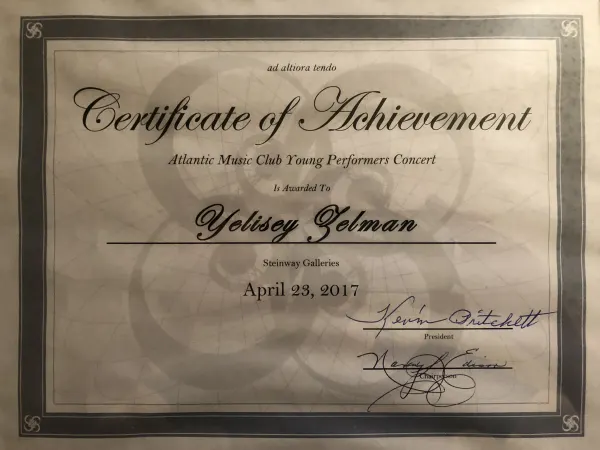 ad altiora tendo
Certificate of Achievement
Atlantic Music Club Young Performers Concert
Is Awarded To
Yelisey Zelman
Steinway Galleries
April 23, 2017
Kevin Pritchett
President
Nancy
Chairperson